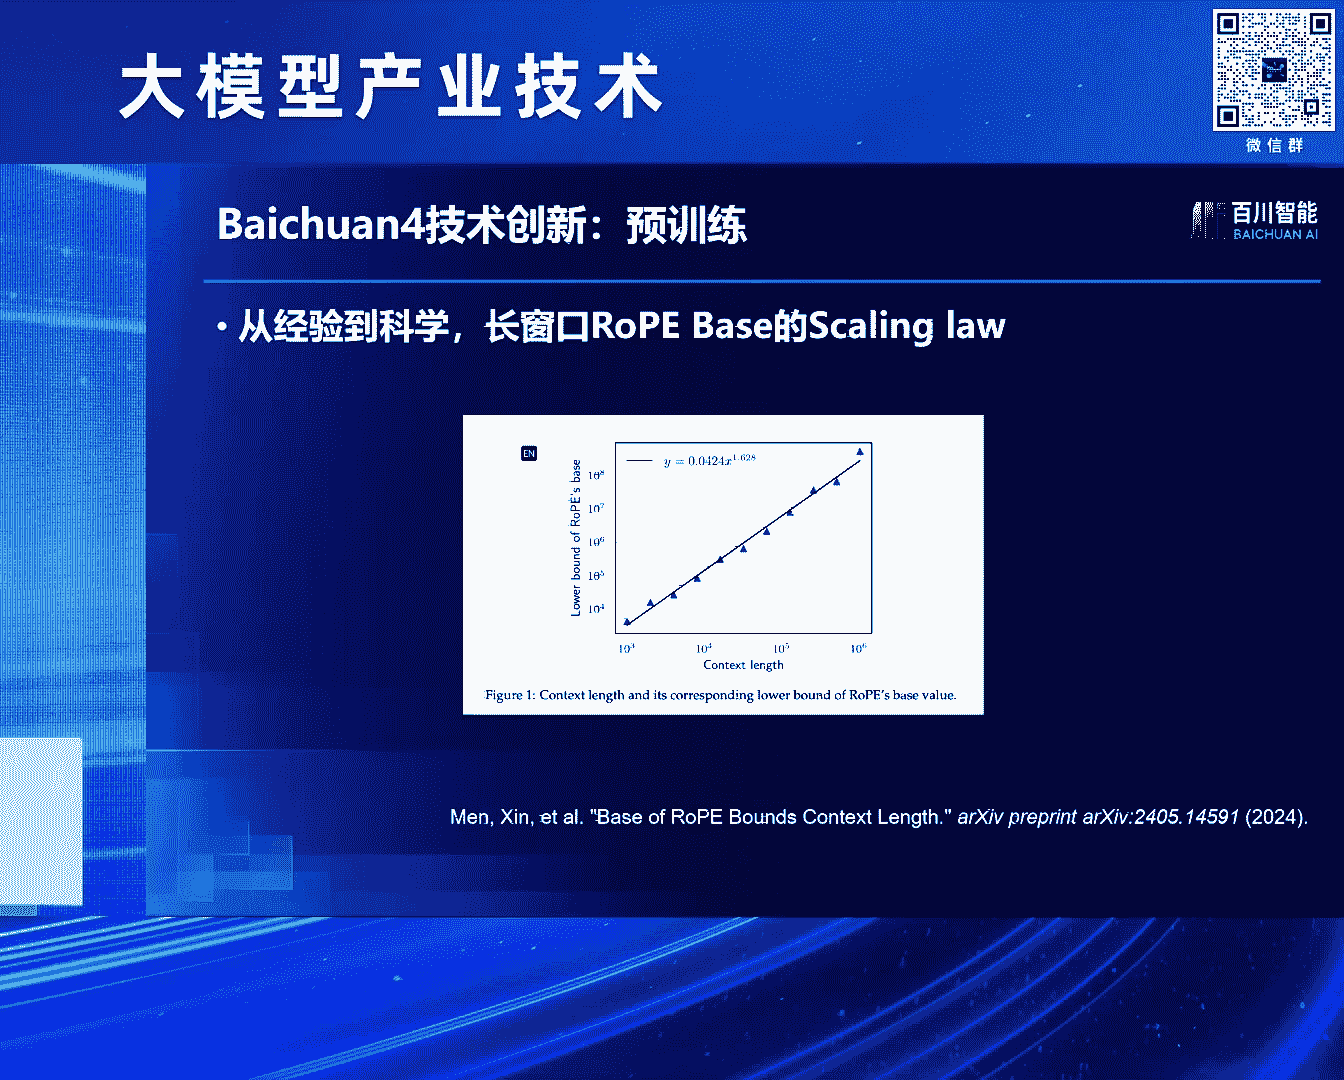 大模型产业技术
微信群
Baichuan4技术创新：预训练
百川智能
BAICHUAN AI
• 从经验到科学，长窗口RoPE Base的Scaling law
EN
y = 0.0424x^1.628
Lower bound of RoPE's base
10^8
10^7
10^6
10^5
10^4
10^3 10^4 10^5 10^6
Context length
Figure 1: Context length and its corresponding lower bound of RoPE's base value.
Men, Xin, et al. "Base of RoPE Bounds Context Length." arXiv preprint arXiv:2405.14591 (2024).